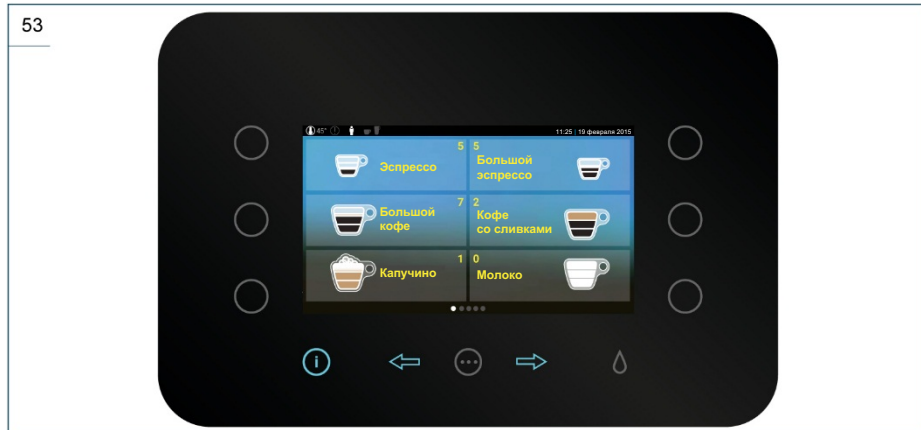 53
45°
11:25 | 19 февраля 2015
5
5
Эспрессо
Большой
эспрессо
7
2
Большой
кофе
Кофе
со сливками
1
0
Капучино
Молоко
i